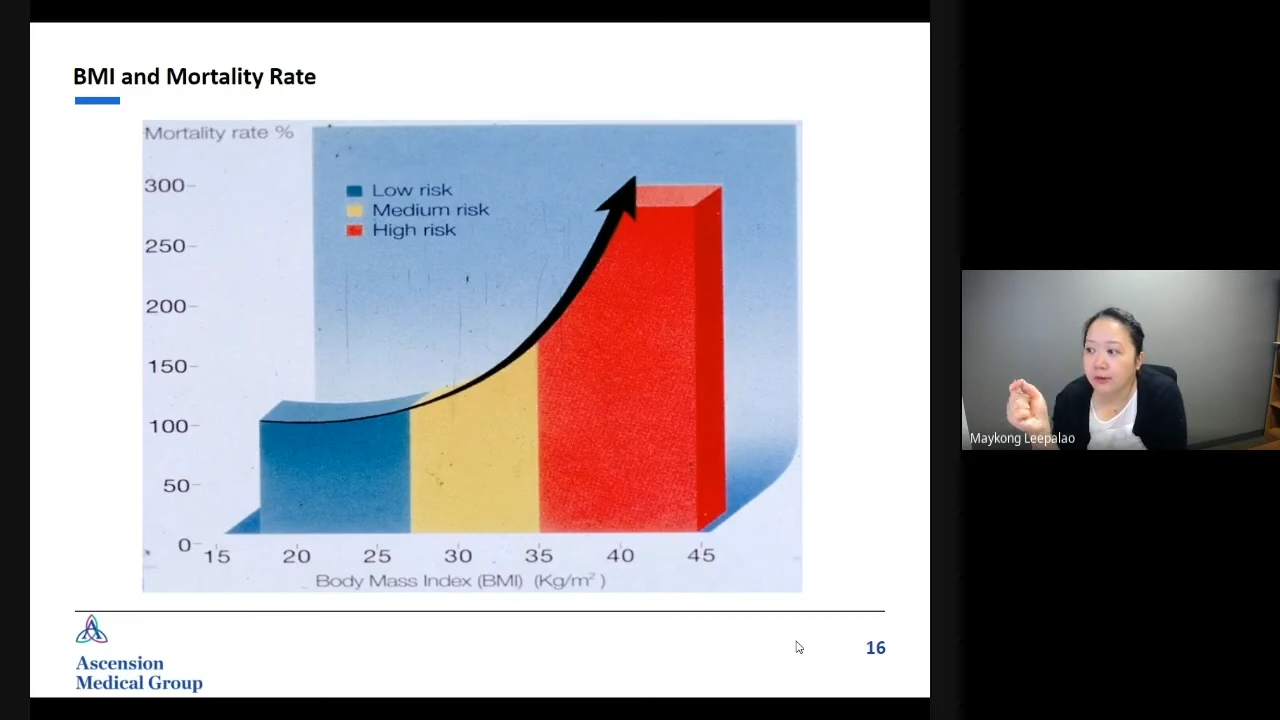 BMI and Mortality Rate
Mortality rate %
Low risk
Medium risk
High risk
300
250
200
150
100
50
0
15 20 25 30 35 40 45
Body Mass Index (BMI) (Kg/m²)
Ascension
Medical Group
16
Maykong Leepalao